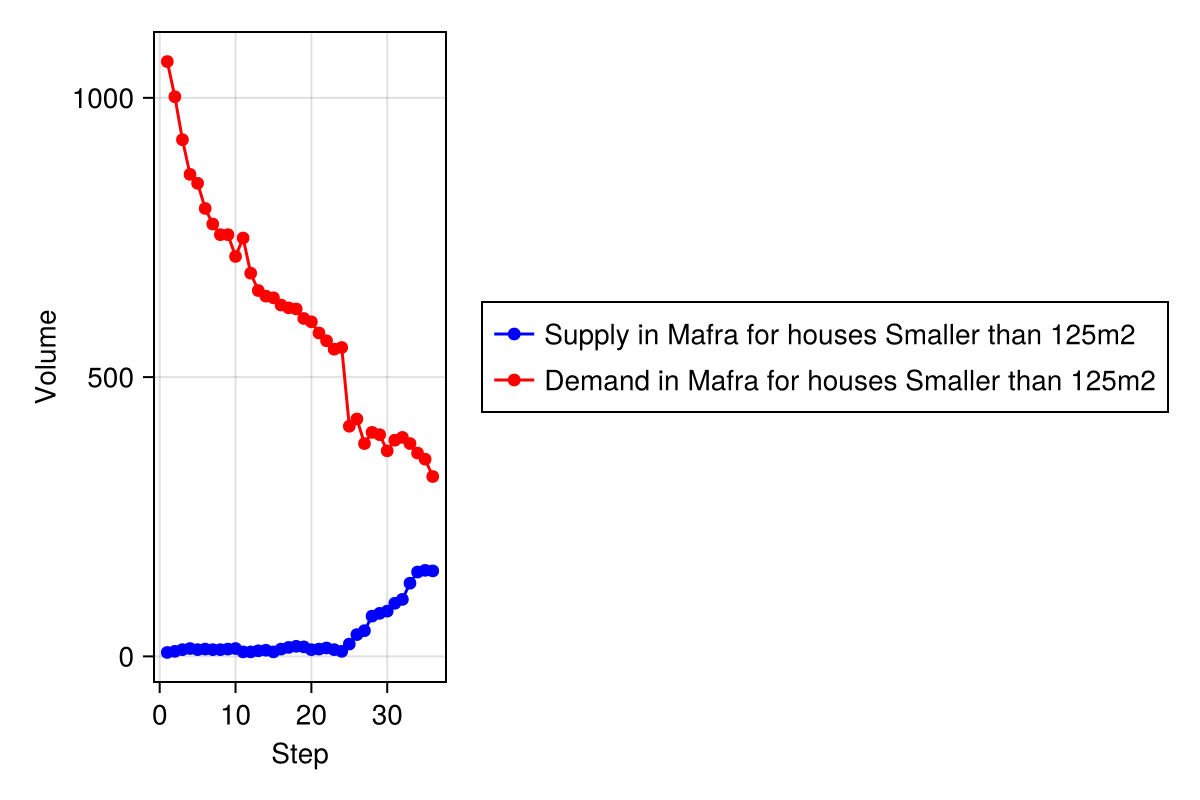 1000
500
0
Volume
0 10 20 30
Step
Supply in Mafra for houses Smaller than 125m2
Demand in Mafra for houses Smaller than 125m2